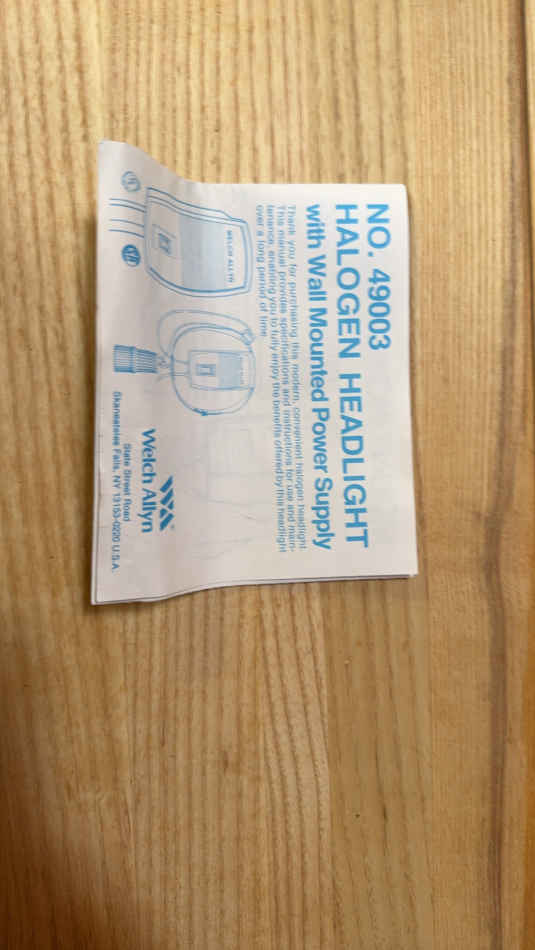 NO. 49003
HALOGEN HEADLIGHT
with Wall Mounted Power Supply
Thank you for purchasing this modern, convenient halogen headlight.
This manual provides specifications and instructions for use and main-
tenance, enabling you to fully enjoy the benefits offered by this headlight
over a long period of time.
WELCH ALLYN
Welch Allyn
State Street Road
Skaneateles Falls, NY 13153-0220 U.S.A.